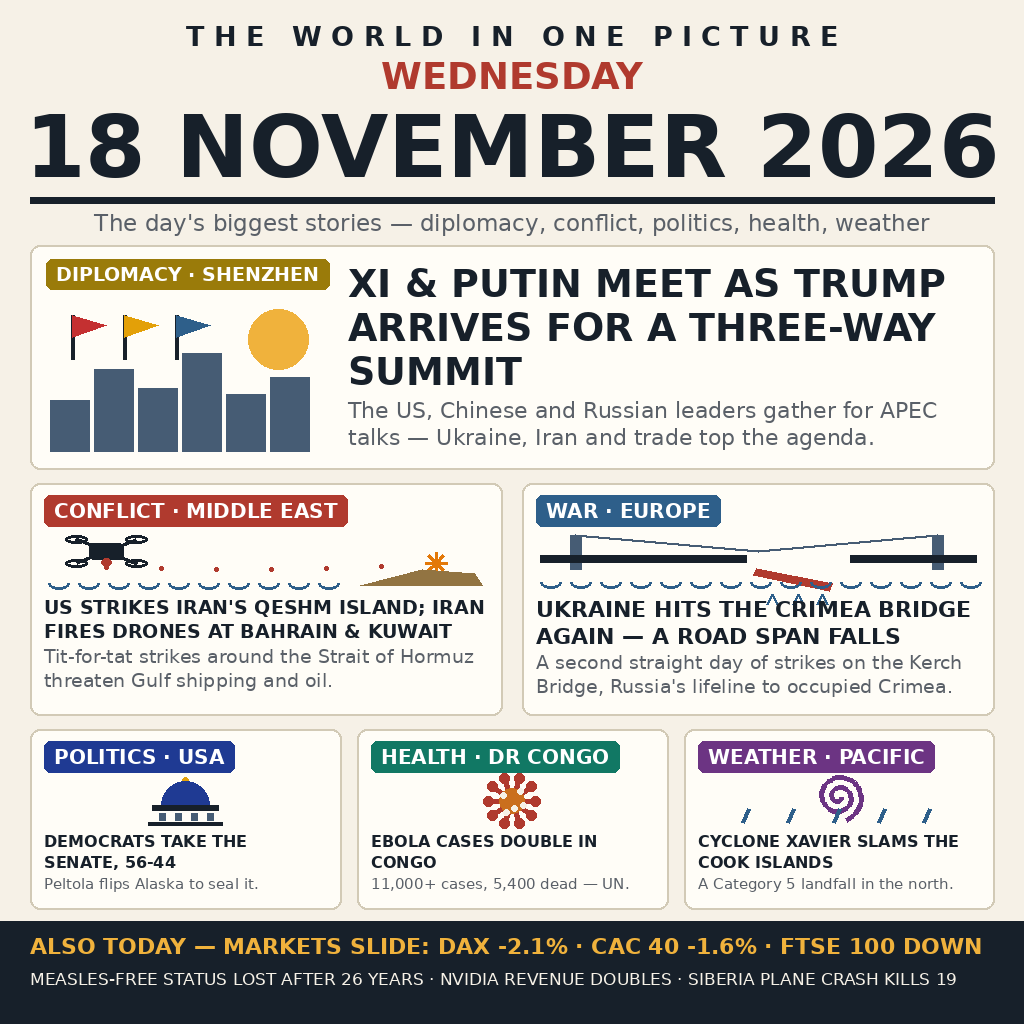 THE WORLD IN ONE PICTURE
WEDNESDAY
18 NOVEMBER 2026
The day's biggest stories — diplomacy, conflict, politics, health, weather
DIPLOMACY · SHENZHEN
XI & PUTIN MEET AS TRUMP
ARRIVES FOR A THREE-WAY
SUMMIT
The US, Chinese and Russian leaders gather for APEC
talks — Ukraine, Iran and trade top the agenda.
CONFLICT · MIDDLE EAST
US STRIKES IRAN'S QESHM ISLAND; IRAN
FIRES DRONES AT BAHRAIN & KUWAIT
Tit-for-tat strikes around the Strait of Hormuz
threaten Gulf shipping and oil.
WAR · EUROPE
UKRAINE HITS THE CRIMEA BRIDGE
AGAIN — A ROAD SPAN FALLS
A second straight day of strikes on the Kerch
Bridge, Russia's lifeline to occupied Crimea.
POLITICS · USA
DEMOCRATS TAKE THE
SENATE, 56-44
Peltola flips Alaska to seal it.
HEALTH · DR CONGO
EBOLA CASES DOUBLE IN
CONGO
11,000+ cases, 5,400 dead — UN.
WEATHER · PACIFIC
CYCLONE XAVIER SLAMS THE
COOK ISLANDS
A Category 5 landfall in the north.
ALSO TODAY — MARKETS SLIDE: DAX -2.1% · CAC 40 -1.6% · FTSE 100 DOWN
MEASLES-FREE STATUS LOST AFTER 26 YEARS · NVIDIA REVENUE DOUBLES · SIBERIA PLANE CRASH KILLS 19